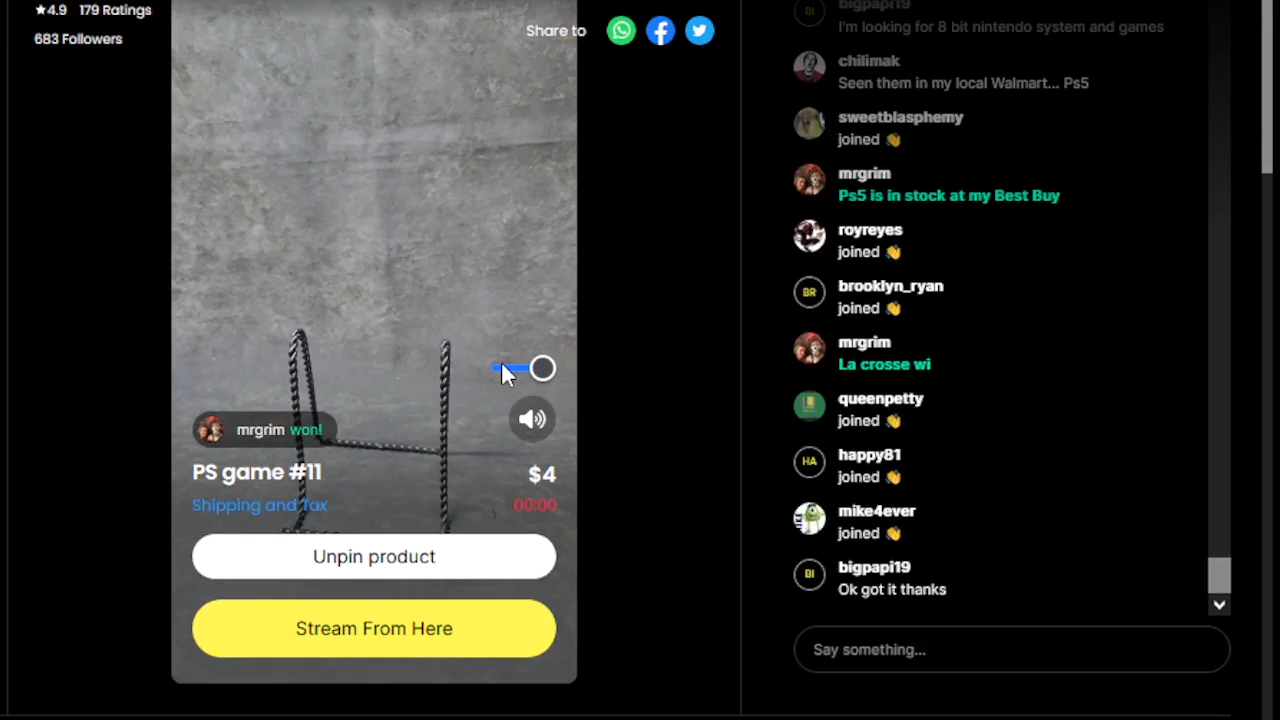 ★4.9 179 Ratings
683 Followers
Share to
mrgrim won!
PS game #11
$4
Shipping and Tax
00:00
Unpin product
Stream From Here
BI
bigpapi19
I'm looking for 8 bit nintendo system and games
chilimak
Seen them in my local Walmart... Ps5
sweetblasphemy
joined 👏
mrgrim
Ps5 is in stock at my Best Buy
royreyes
joined 👏
BR
brooklyn_ryan
joined 👏
mrgrim
La crosse wi
queenpetty
joined 👏
HA
happy81
joined 👏
mike4ever
joined 👏
BI
bigpapi19
Ok got it thanks
Say something...